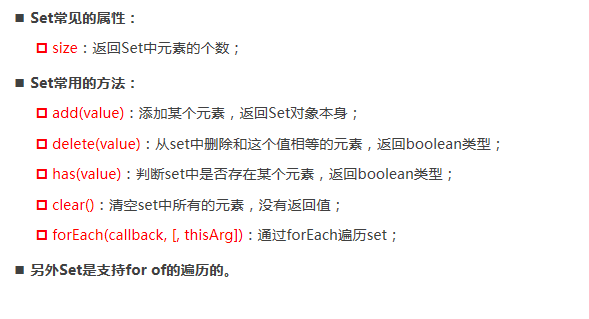 Set常见的属性：
size：返回Set中元素的个数；
Set常用的方法：
add(value)：添加某个元素，返回Set对象本身；
delete(value)：从set中删除和这个值相等的元素，返回boolean类型；
has(value)：判断set中是否存在某个元素，返回boolean类型；
clear()：清空set中所有的元素，没有返回值；
forEach(callback, [, thisArg])：通过forEach遍历set；
另外Set是支持for of的遍历的。